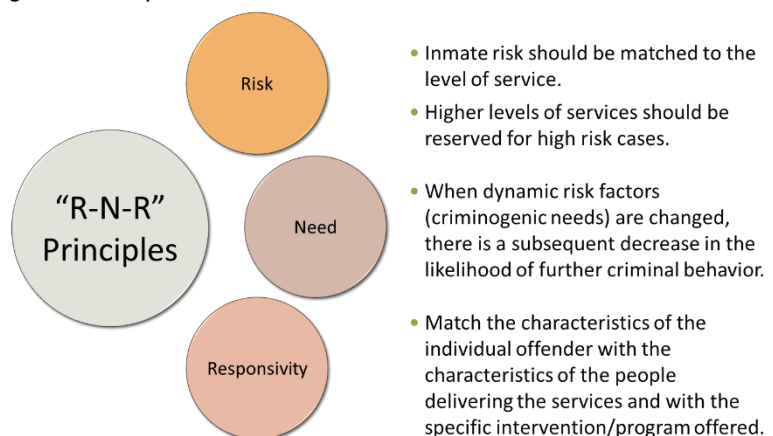 Risk
“R-N-R”
Principles
Need
Responsivity
• Inmate risk should be matched to the
level of service.
• Higher levels of services should be
reserved for high risk cases.
• When dynamic risk factors
(criminogenic needs) are changed,
there is a subsequent decrease in the
likelihood of further criminal behavior.
• Match the characteristics of the
individual offender with the
characteristics of the people
delivering the services and with the
specific intervention/program offered.